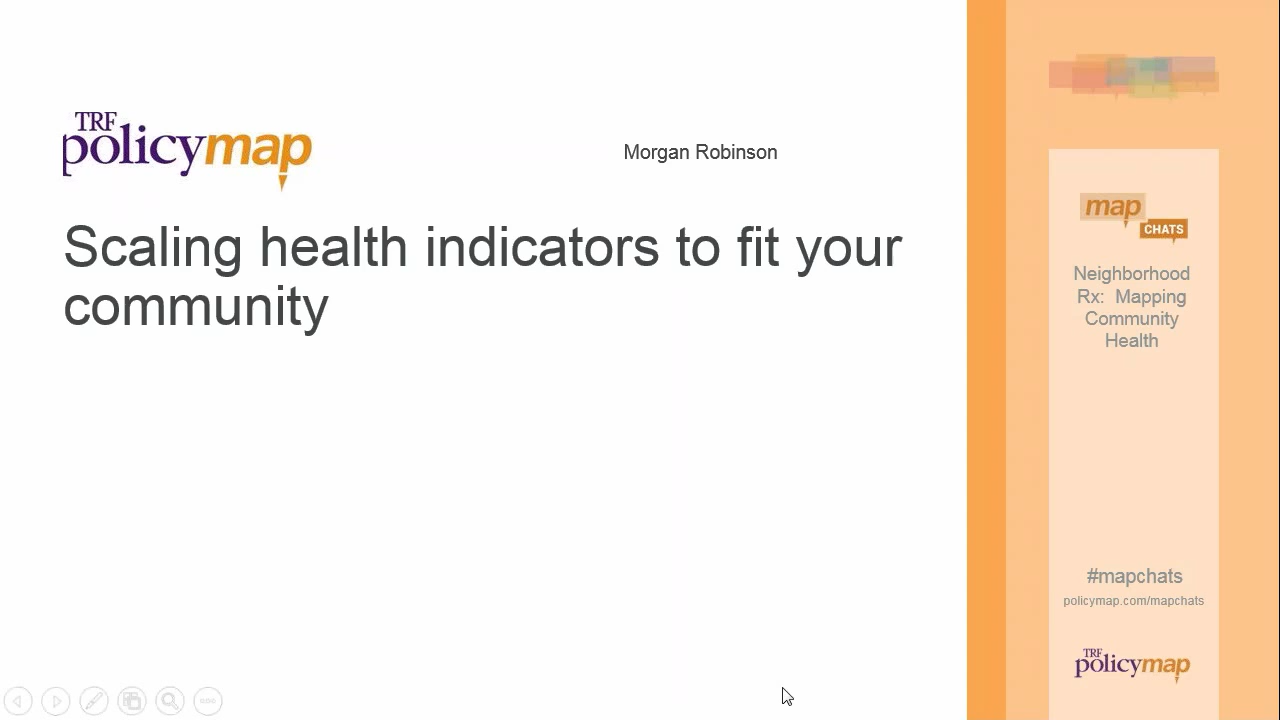 TRF
policymap
Morgan Robinson
Scaling health indicators to fit your
community
map
CHATS
Neighborhood
Rx: Mapping
Community
Health
#mapchats
policymap.com/mapchats
TRF
policymap